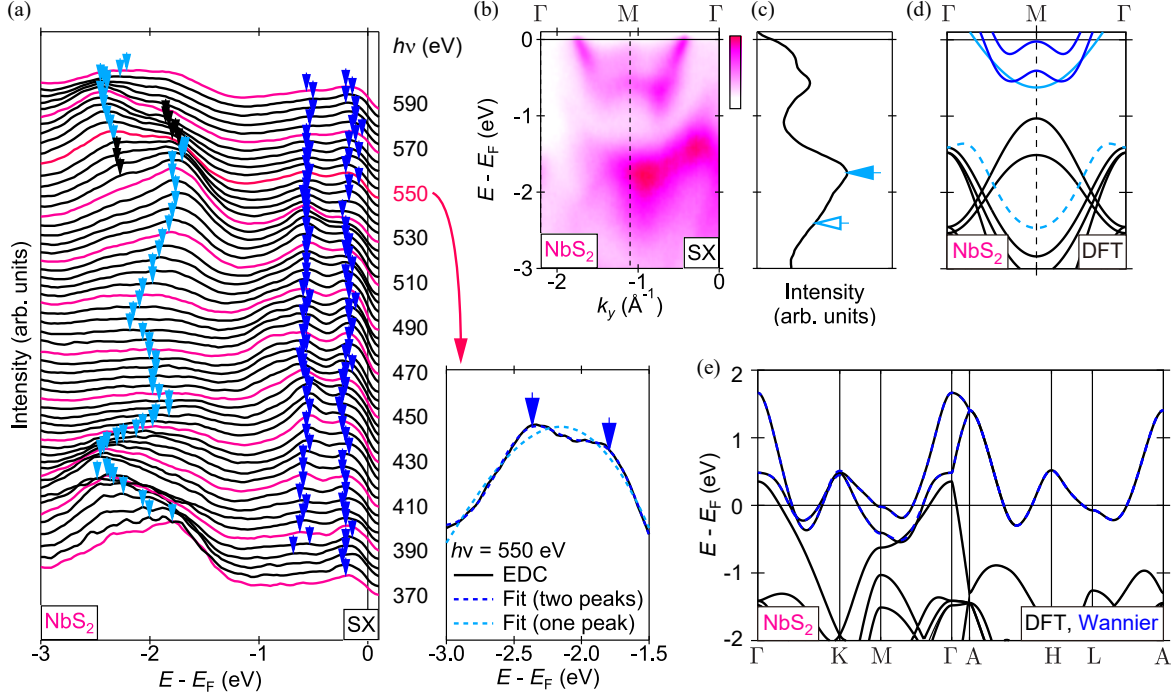 (a)
hν (eV)
590
570
550
530
510
490
470
450
430
410
390
370
Intensity (arb. units)
NbS2
SX
-3
-2
-1
0
E - EF (eV)
(b)
Γ
M
Γ
0
-1
-2
-3
E - EF (eV)
NbS2
SX
-2
-1
0
ky (Å-1)
(c)
Intensity
(arb. units)
(d)
Γ
M
Γ
NbS2
DFT
hν = 550 eV
EDC
Fit (two peaks)
Fit (one peak)
-3.0
-2.5
-2.0
-1.5
E - EF (eV)
(e)
2
1
0
-1
-2
E - EF (eV)
NbS2
DFT, Wannier
Γ
K
M
Γ
A
H
L
A